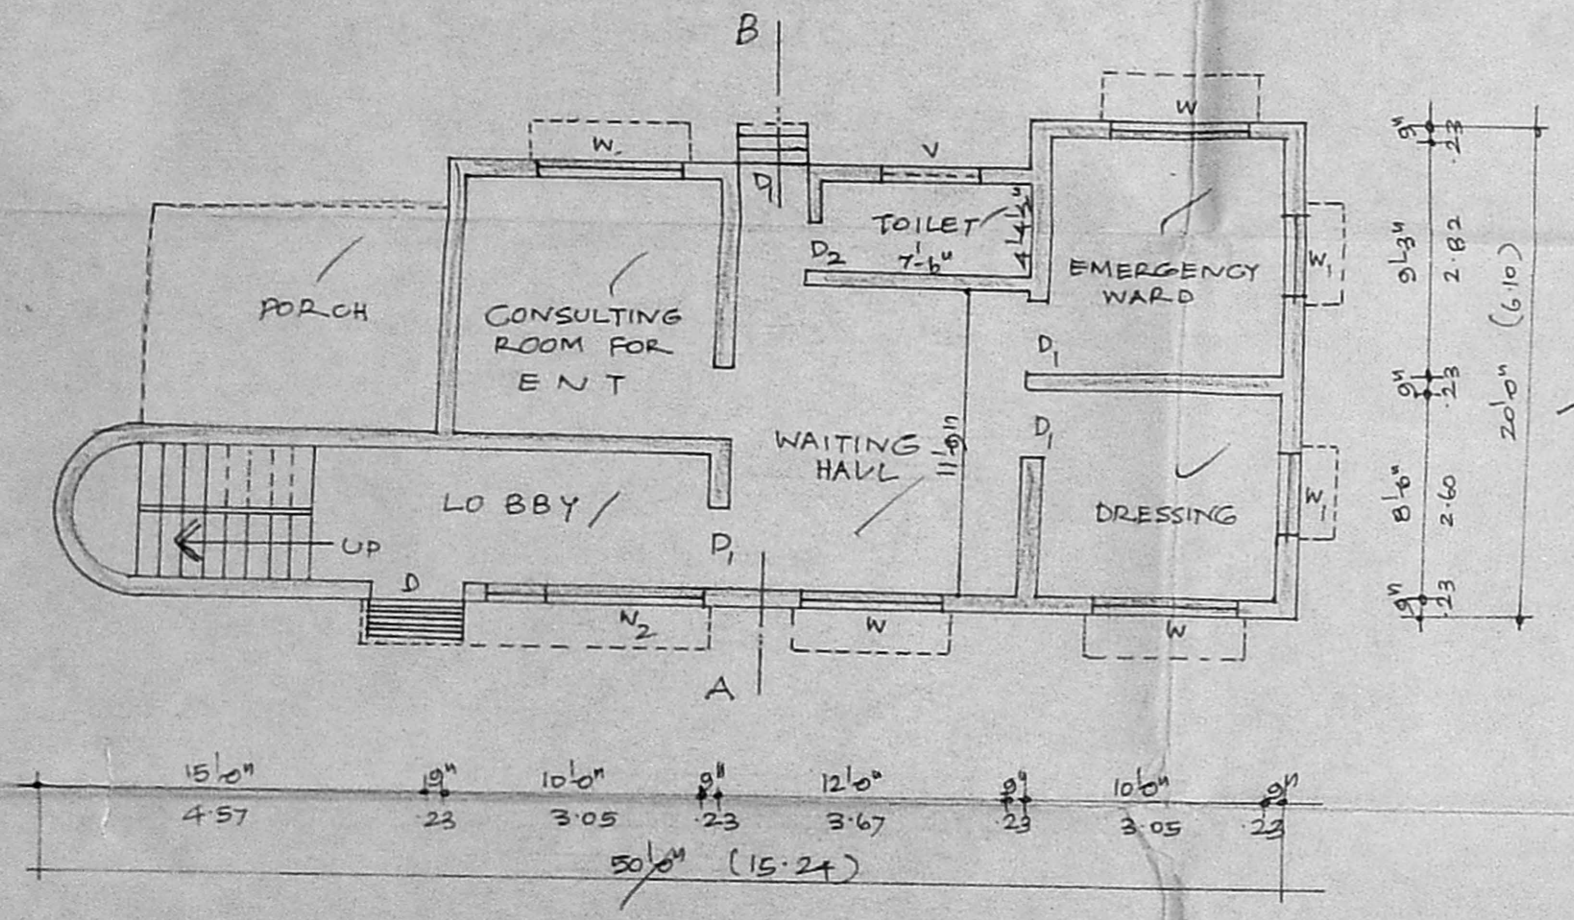 B
W
W
V
D1
TOILET
4'-4½"
D2
7'-6"
EMERGENCY
WARD
W1
PORCH
CONSULTING
ROOM FOR
E N T
D1
D1
WAITING
HALL
LOBBY
DRESSING
W1
UP
D1
D
W2
W
W
A
9" .23
9'-3" 2.82
9" .23
8'-6" 2.60
9" .23
20'-0" (6.10)
15'-0" 9" 10'-0" 9" 12'-0" 9" 10'-0" 9"
4.57 .23 3.05 .23 3.67 .23 3.05 .23
50'-0" (15.24)